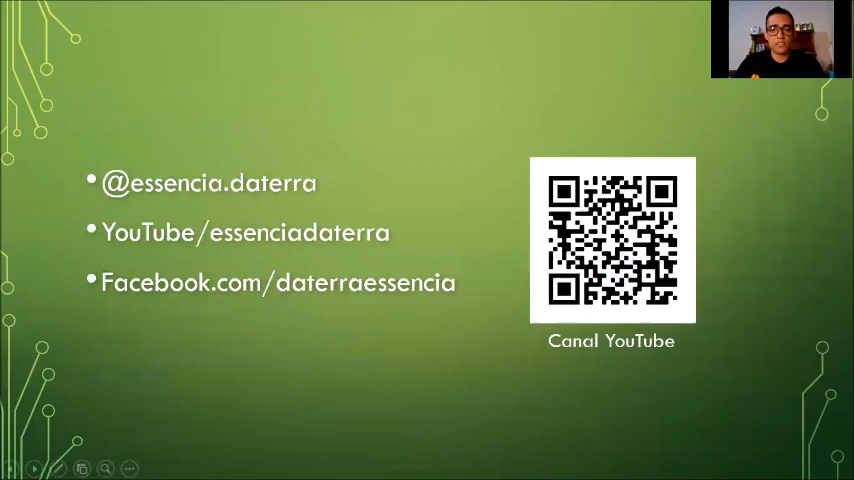 @essencia.daterra
YouTube/essenciadaterra
Facebook.com/daterraessencia
Canal YouTube